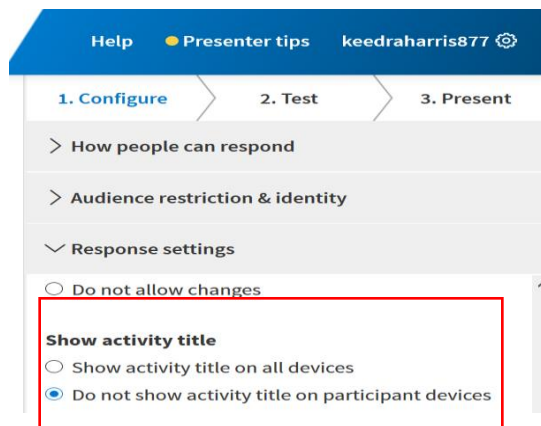 Help Presenter tips keedraharris877
1. Configure 2. Test 3. Present
How people can respond
Audience restriction & identity
Response settings
Do not allow changes
Show activity title
Show activity title on all devices
Do not show activity title on participant devices